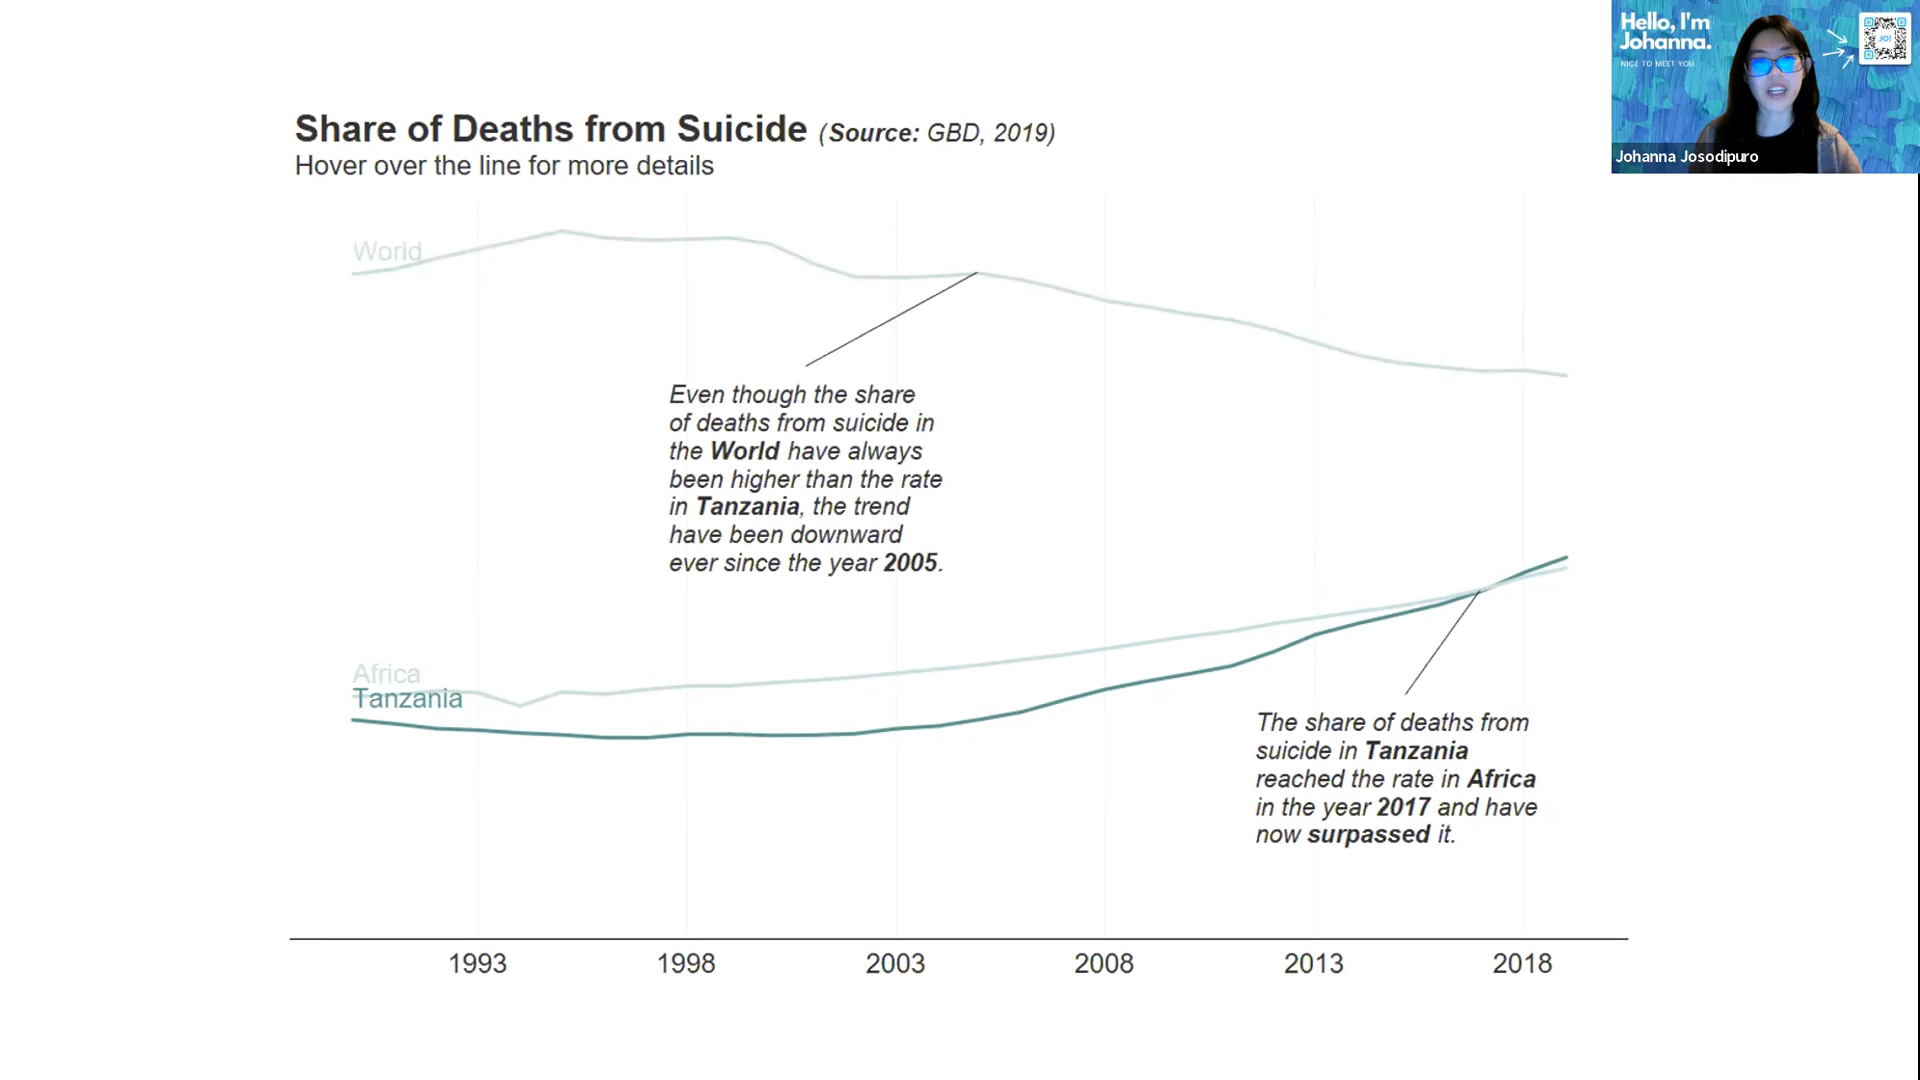 Hello, I'm
Johanna.
NICE TO MEET YOU
JO!
Johanna Josodipuro
Share of Deaths from Suicide (Source: GBD, 2019)
Hover over the line for more details
World
Even though the share
of deaths from suicide in
the World have always
been higher than the rate
in Tanzania, the trend
have been downward
ever since the year 2005.
Africa
Tanzania
The share of deaths from
suicide in Tanzania
reached the rate in Africa
in the year 2017 and have
now surpassed it.
1993 1998 2003 2008 2013 2018